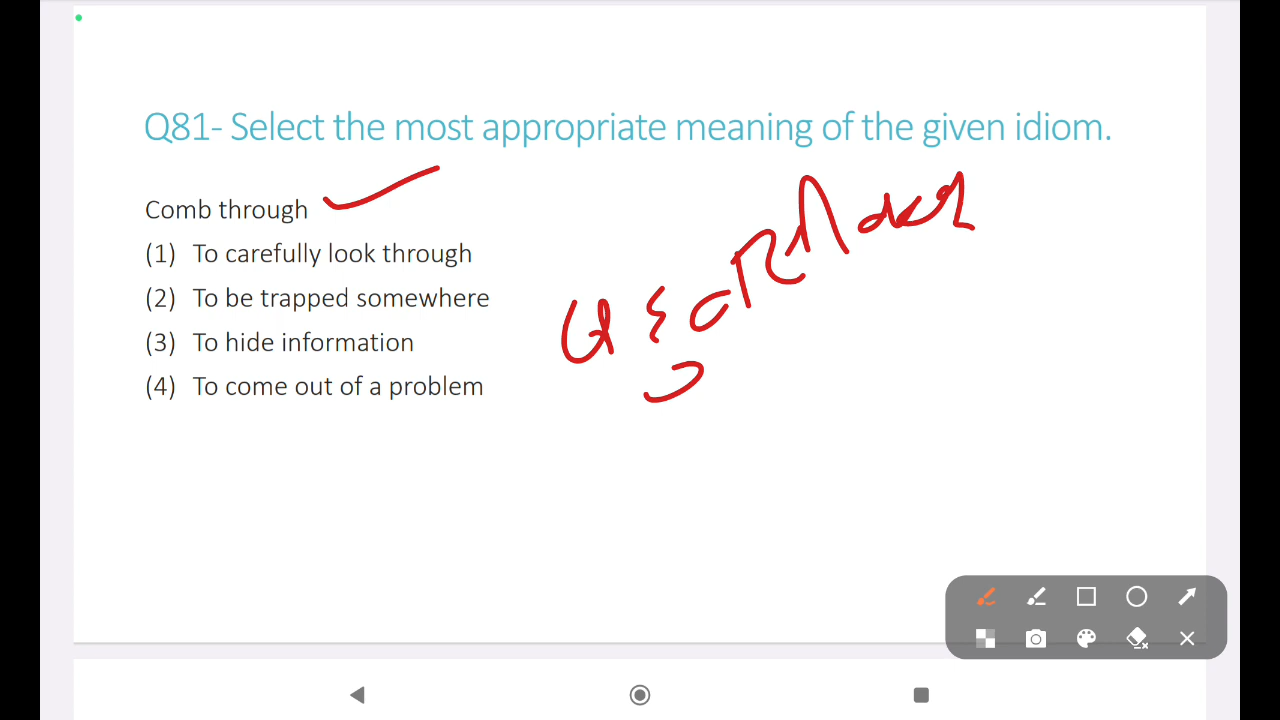 Q81- Select the most appropriate meaning of the given idiom.
Comb through
(1) To carefully look through
(2) To be trapped somewhere
(3) To hide information
(4) To come out of a problem